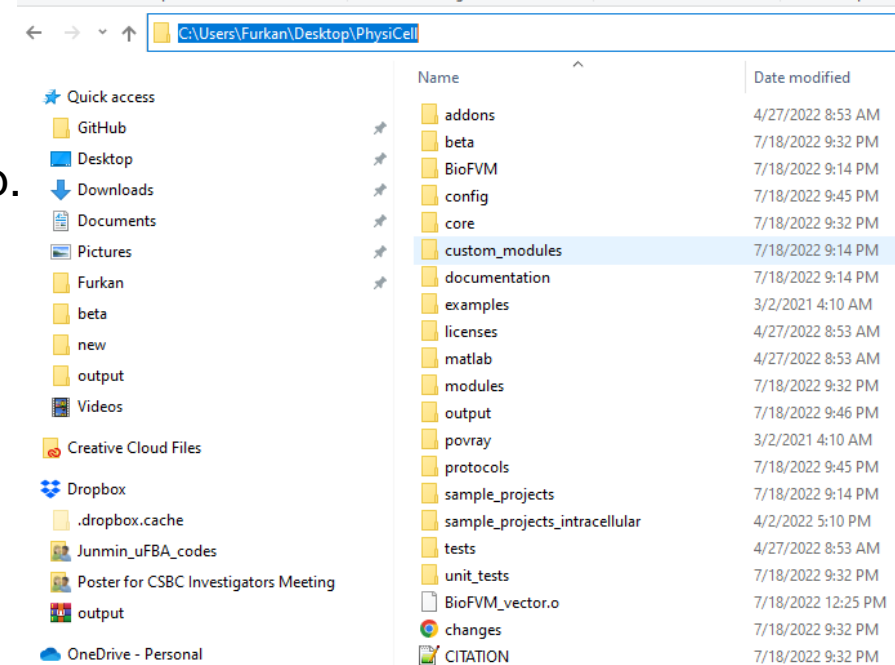 C:\Users\Furkan\Desktop\PhysiCell
Name Date modified
Quick access
GitHub
Desktop
Downloads
Documents
Pictures
Furkan
beta
new
output
Videos
Creative Cloud Files
Dropbox
.dropbox.cache
Junmin_uFBA_codes
Poster for CSBC Investigators Meeting
output
OneDrive - Personal
addons 4/27/2022 8:53 AM
beta 7/18/2022 9:32 PM
BioFVM 7/18/2022 9:14 PM
config 7/18/2022 9:45 PM
core 7/18/2022 9:32 PM
custom_modules 7/18/2022 9:14 PM
documentation 7/18/2022 9:14 PM
examples 3/2/2021 4:10 AM
licenses 4/27/2022 8:53 AM
matlab 4/27/2022 8:53 AM
modules 7/18/2022 9:32 PM
output 7/18/2022 9:46 PM
povray 3/2/2021 4:10 AM
protocols 7/18/2022 9:45 PM
sample_projects 7/18/2022 9:14 PM
sample_projects_intracellular 4/2/2022 5:10 PM
tests 4/27/2022 8:53 AM
unit_tests 7/18/2022 9:32 PM
BioFVM_vector.o 7/18/2022 12:25 PM
changes 7/18/2022 9:32 PM
CITATION 7/18/2022 9:32 PM